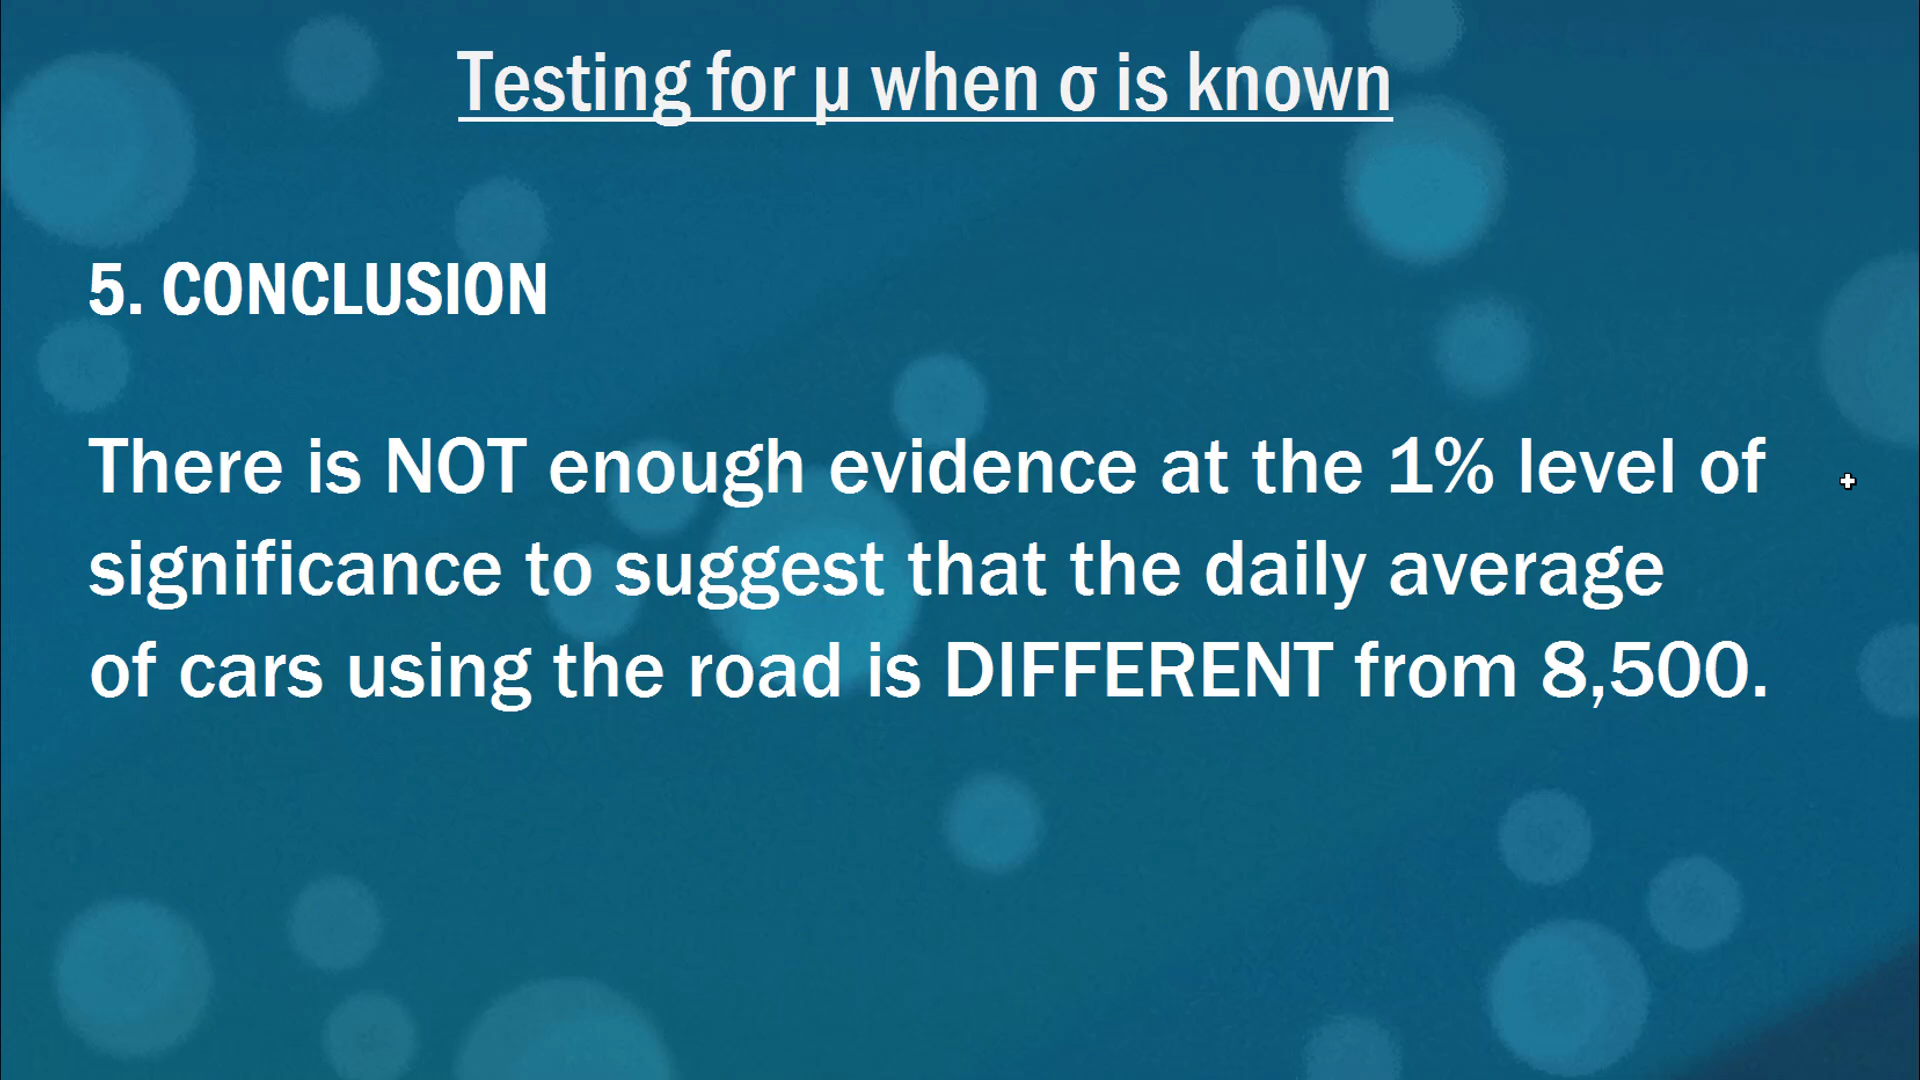 Testing for μ when σ is known
5. CONCLUSION
There is NOT enough evidence at the 1% level of
significance to suggest that the daily average
of cars using the road is DIFFERENT from 8,500.